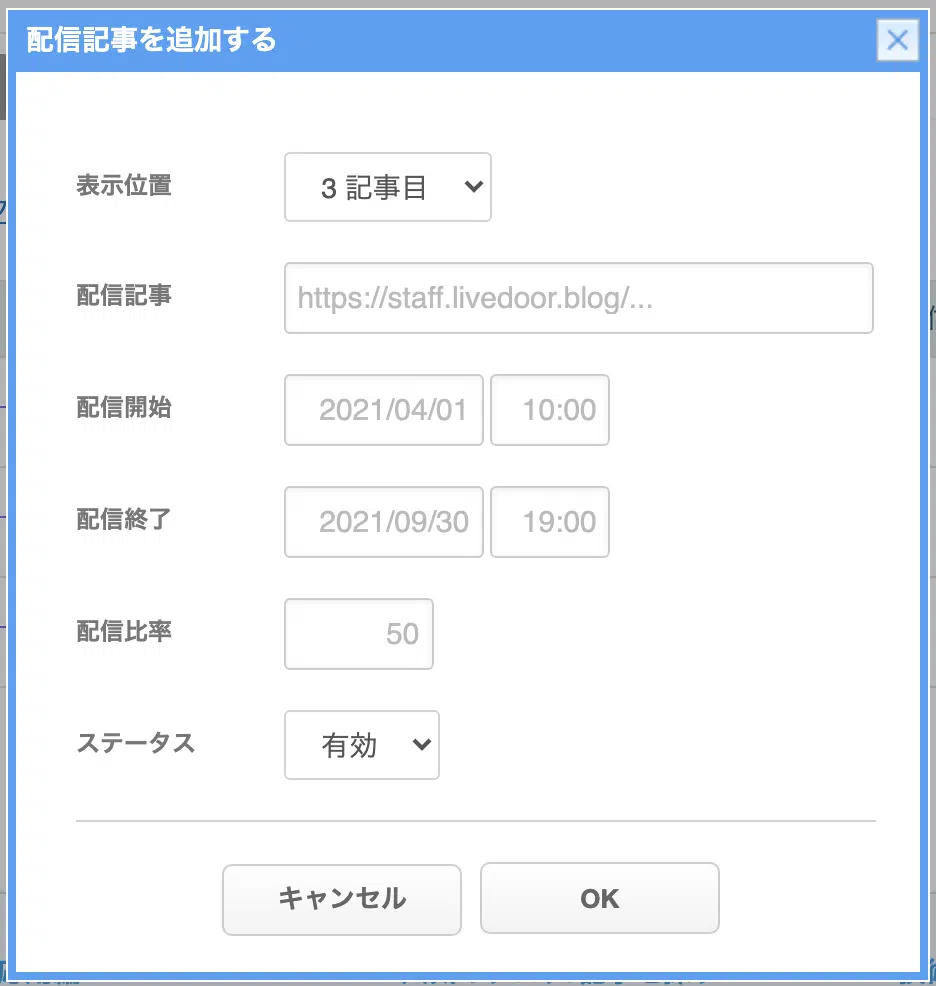 配信記事を追加する
表示位置 3 記事目
配信記事 https://staff.livedoor.blog/...
配信開始 2021/04/01 10:00
配信終了 2021/09/30 19:00
配信比率 50
ステータス 有効
キャンセル OK